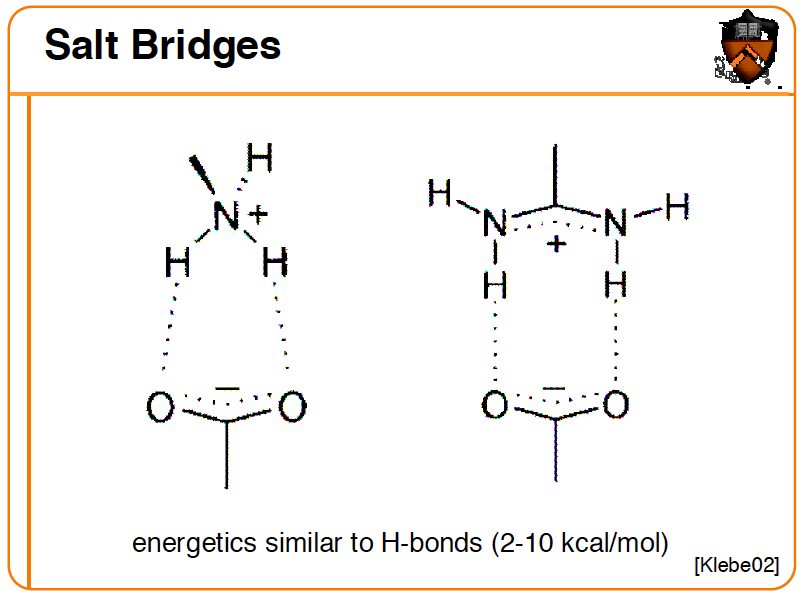 Salt Bridges
H
N +
H H
O − O
H N N H
+
H H
O − O
energetics similar to H-bonds (2-10 kcal/mol)
[Klebe02]